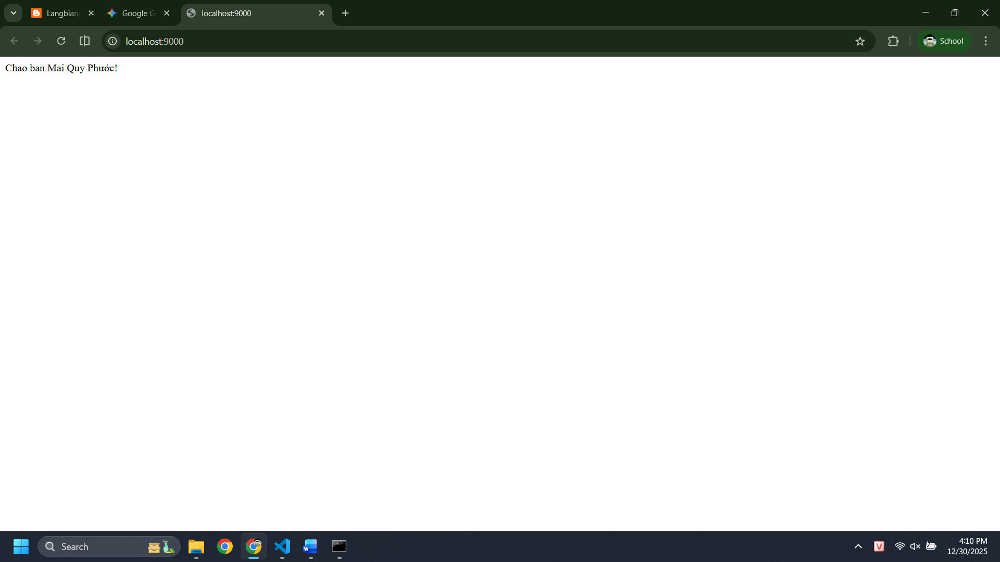 Langbian
Google G
localhost:9000
localhost:9000
School
Chao ban Mai Quy Phước!
Search
4:10 PM
12/30/2025